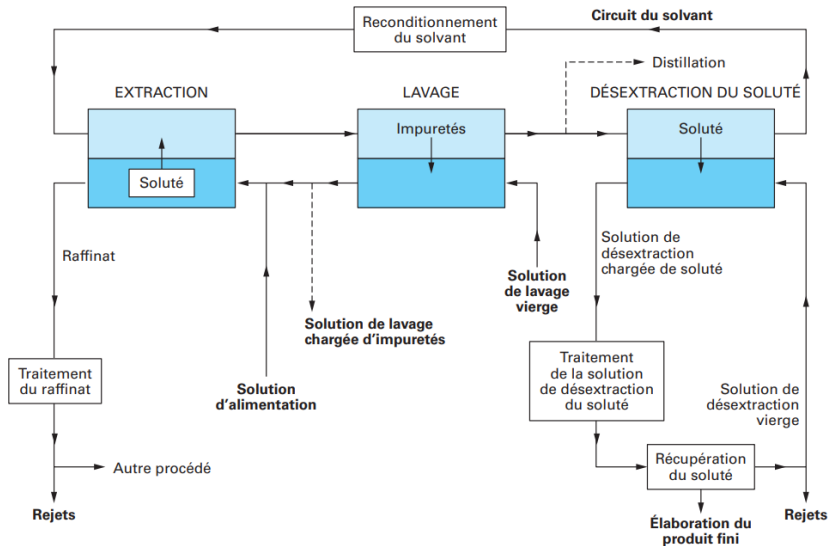 Circuit du solvant
Reconditionnement
du solvant
Distillation
EXTRACTION
LAVAGE
DÉSEXTRACTION DU SOLUTÉ
Impuretés
Soluté
Soluté
Raffinat
Solution de
désextraction
chargée de soluté
Solution
de lavage
vierge
Solution de lavage
chargée d’impuretés
Traitement
du raffinat
Solution
d’alimentation
Traitement
de la solution
de désextraction
du soluté
Solution de
désextraction
vierge
Autre procédé
Récupération
du soluté
Rejets
Élaboration du
produit fini
Rejets